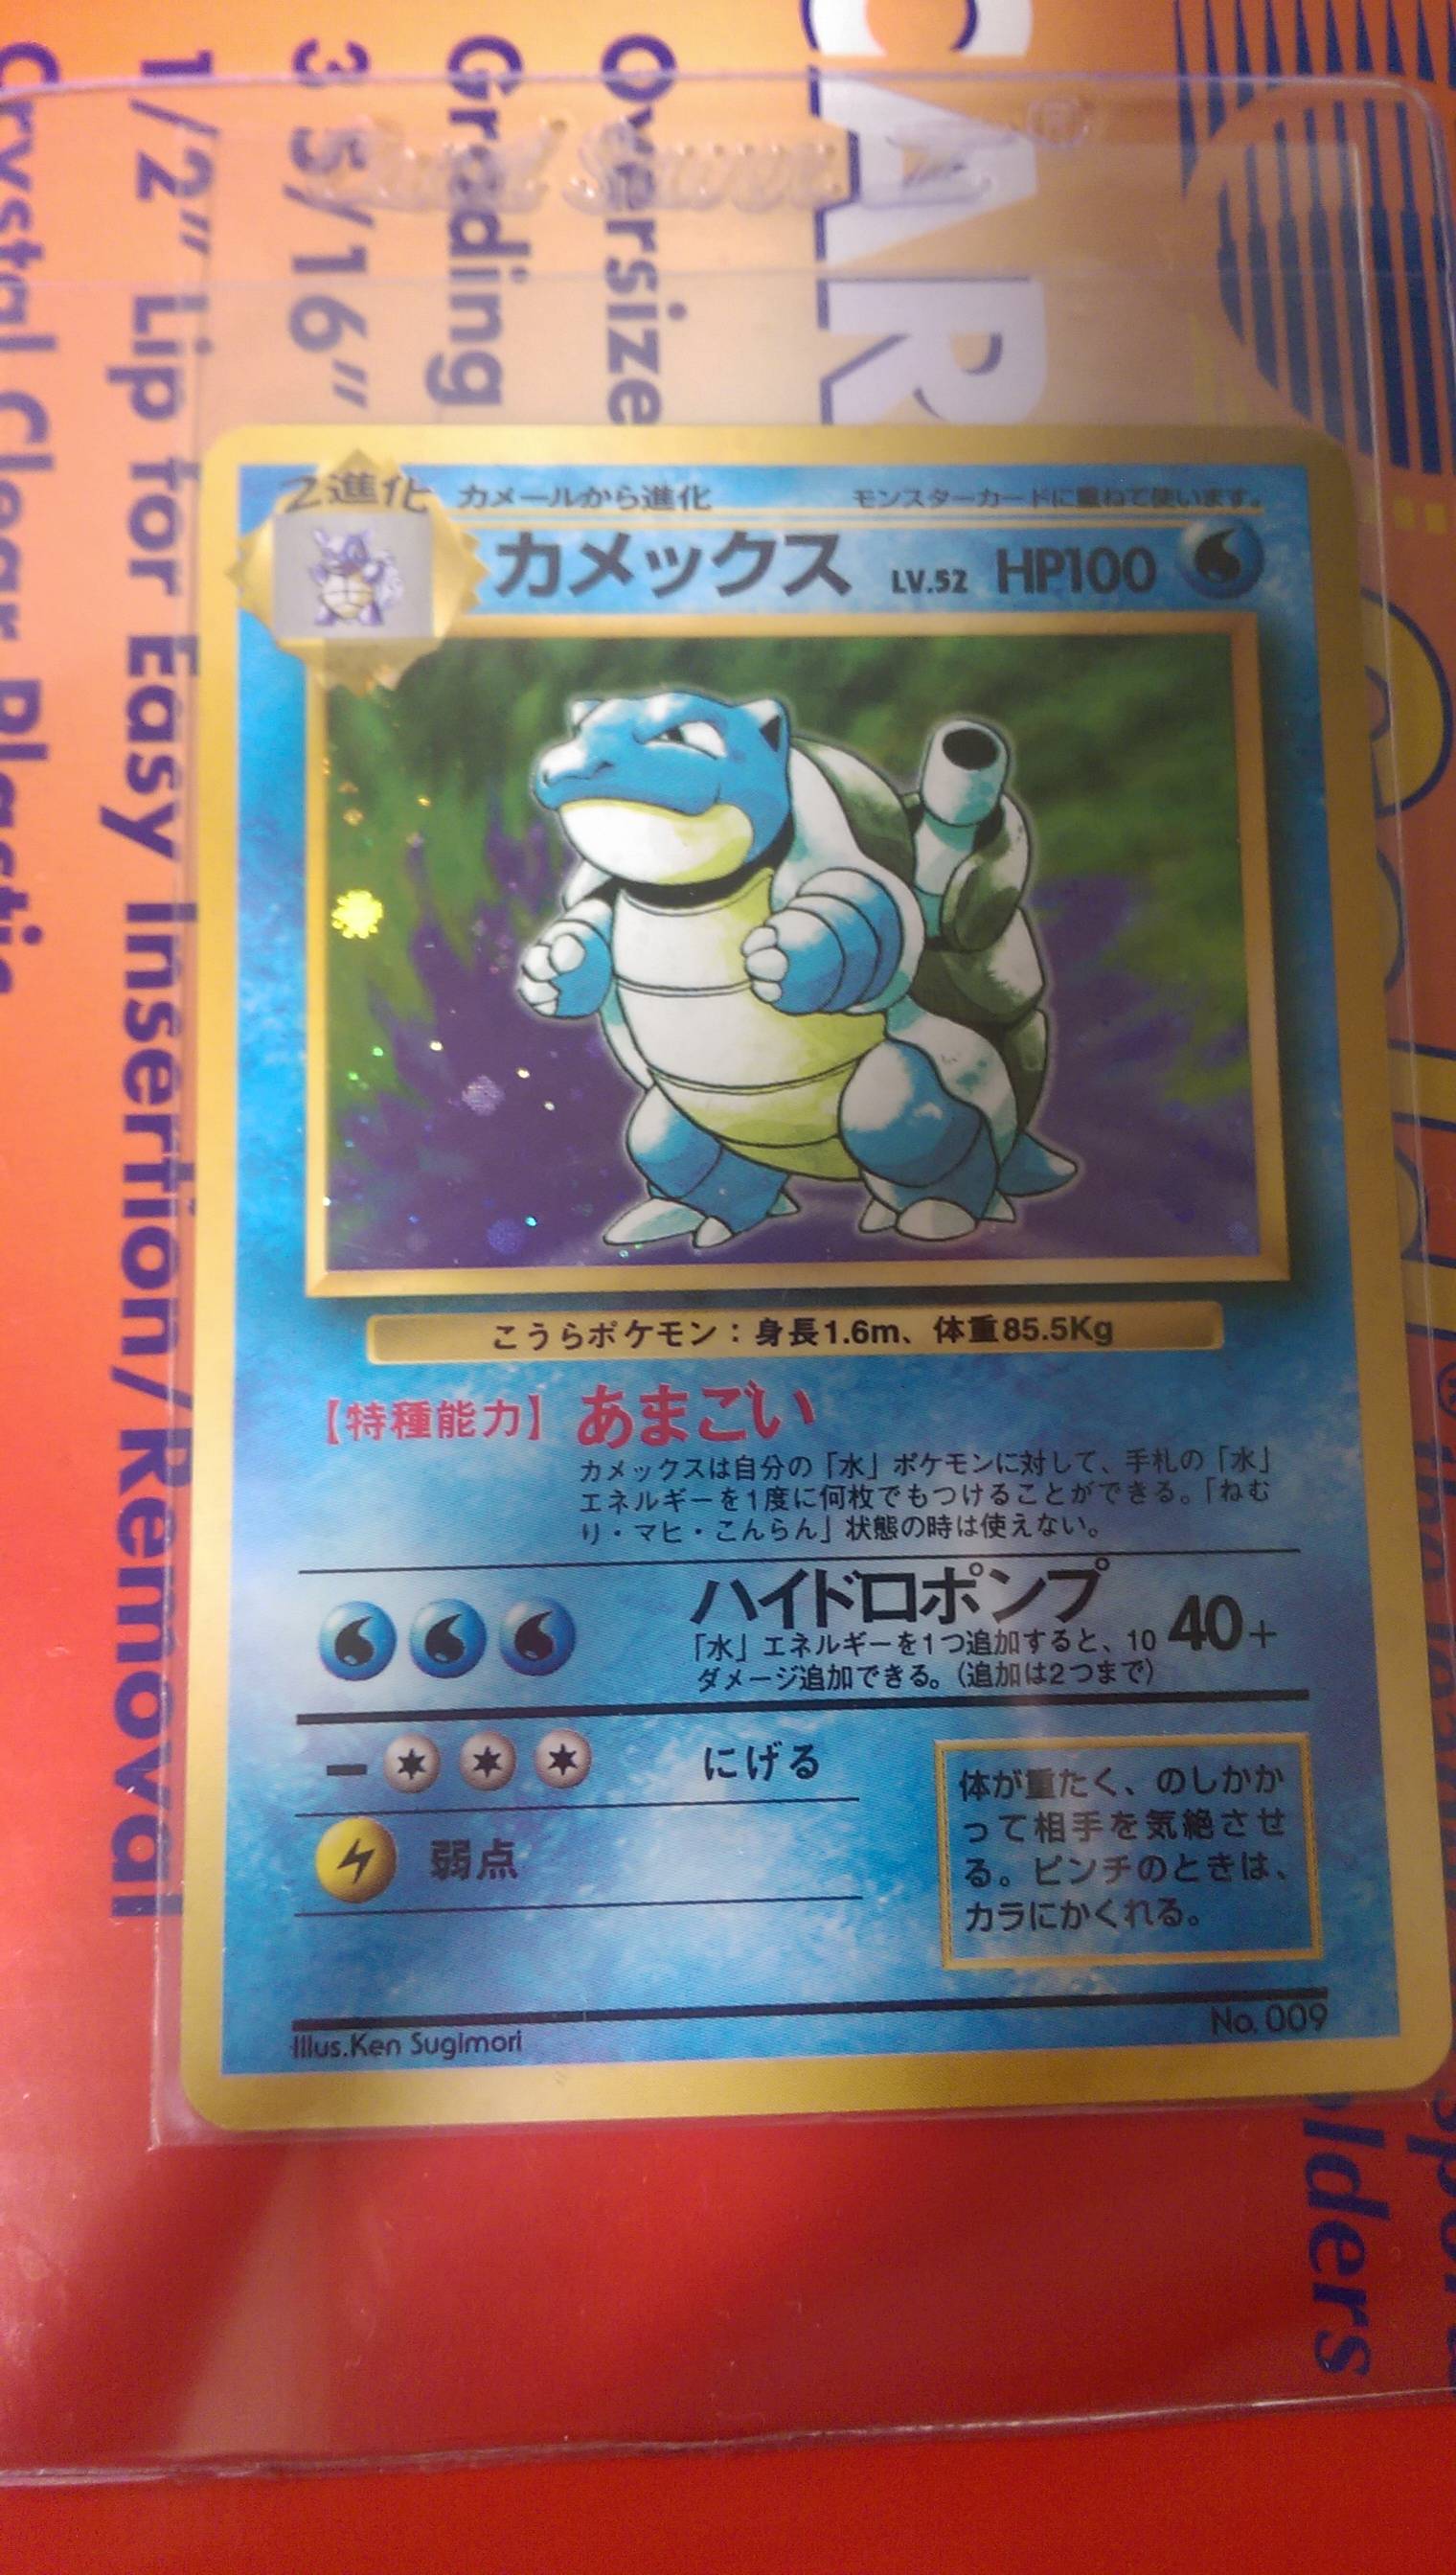 CAR
Oversize
Grading
3 5/16″
1/2″ Lip for Easy Insertion/Removal
Crystal Clear Plastic
Card Saver
®
2進化
カメールから進化
モンスターカードに重ねて使います。
カメックス LV.52 HP100
こうらポケモン：身長1.6m、体重85.5Kg
【特種能力】あまごい
カメックスは自分の「水」ポケモンに対して、手札の「水」
エネルギーを1度に何枚でもつけることができる。「ねむ
り・マヒ・こんらん」状態の時は使えない。
ハイドロポンプ 40+
「水」エネルギーを1つ追加すると、10
ダメージ追加できる。（追加は2つまで）
− にげる
弱点
体が重たく、のしかか
って相手を気絶させ
る。ピンチのときは、
カラにかくれる。
Illus.Ken Sugimori
No. 009
olders